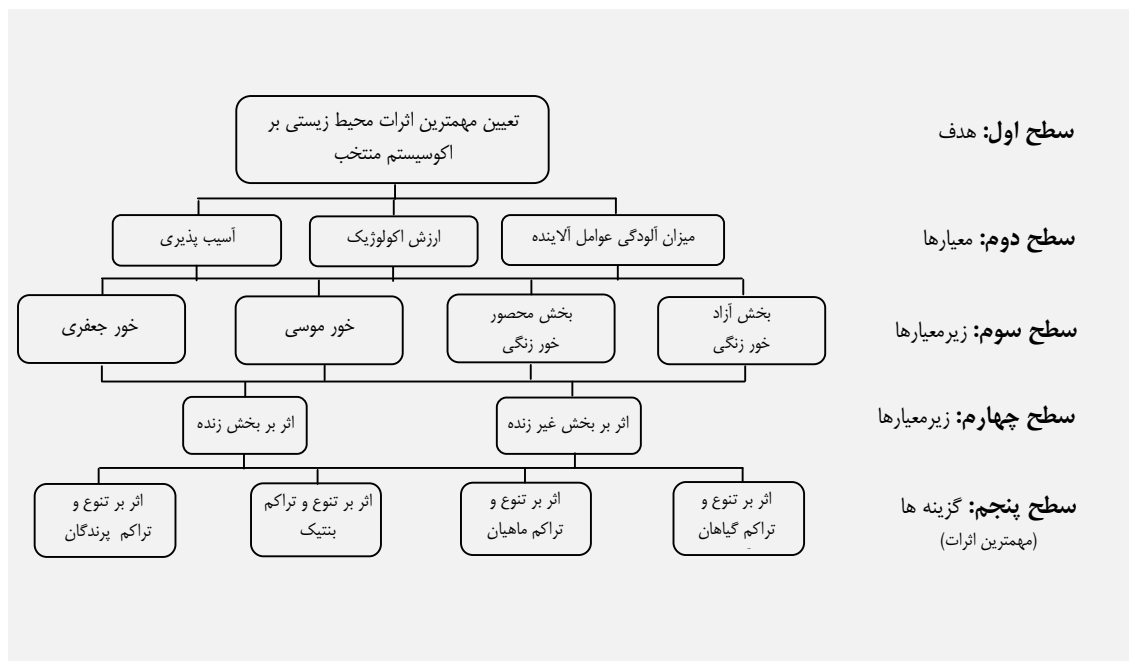 سطح اول: هدف
تعیین مهمترین اثرات محیط زیستی بر
اکوسیستم منتخب
سطح دوم: معیارها
میزان آلودگی عوامل آلاینده
ارزش اکولوژیک
آسیب پذیری
سطح سوم: زیرمعیارها
بخش آزاد
خور زنگی
بخش محصور
خور زنگی
خور موسی
خور جعفری
سطح چهارم: زیرمعیارها
اثر بر بخش غیر زنده
اثر بر بخش زنده
سطح پنجم: گزینه ها
(مهمترین اثرات)
اثر بر تنوع و
تراکم گیاهان
اثر بر تنوع و
تراکم ماهیان
اثر بر تنوع و تراکم
بنتیک
اثر بر تنوع و
تراکم پرندگان